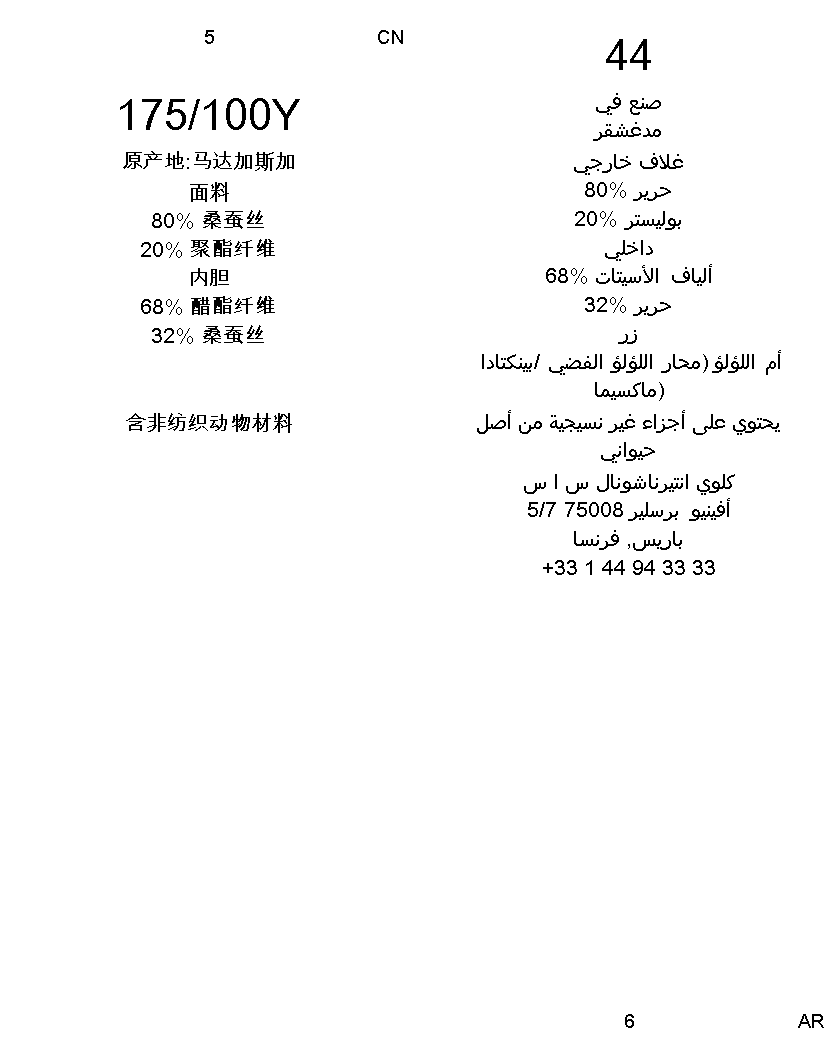 5
CN
175/100Y
原产地:马达加斯加
面料
80% 桑蚕丝
20% 聚酯纤维
内胆
68% 醋酯纤维
32% 桑蚕丝
含非纺织动物材料
44
صنع في
مدغشقر
غلاف خارجي
حرير %80
بوليستر %20
داخلي
ألياف الأسيتات %68
حرير %32
زر
أم اللؤلؤ (محار اللؤلؤ الفضي /بينكتادا
ماكسيما)
يحتوي على أجزاء غير نسيجية من أصل
حيواني
كلوي انتيرناشونال س ا س
أفينيو برسلير 75008 5/7
باريس, فرنسا
+33 1 44 94 33 33
6
AR